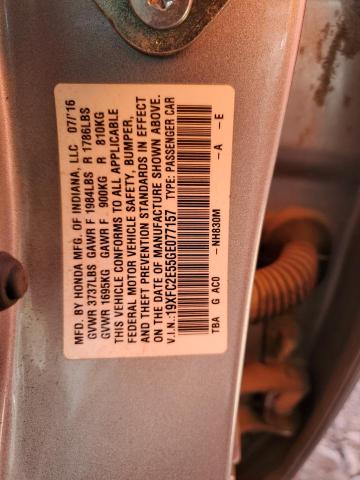 MFD. BY HONDA MFG. OF INDIANA, LLC 07/16
GVWR 3737LBS GAWR F 1984LBS R 1786LBS
GVWR 1695KG GAWR F 900KG R 810KG
THIS VEHICLE CONFORMS TO ALL APPLICABLE
FEDERAL MOTOR VEHICLE SAFETY, BUMPER,
AND THEFT PREVENTION STANDARDS IN EFFECT
ON THE DATE OF MANUFACTURE SHOWN ABOVE.
V.I.N.:19XFC2E55GE077157 TYPE: PASSENGER CAR
TBA G AC0 -NH830M -A -E